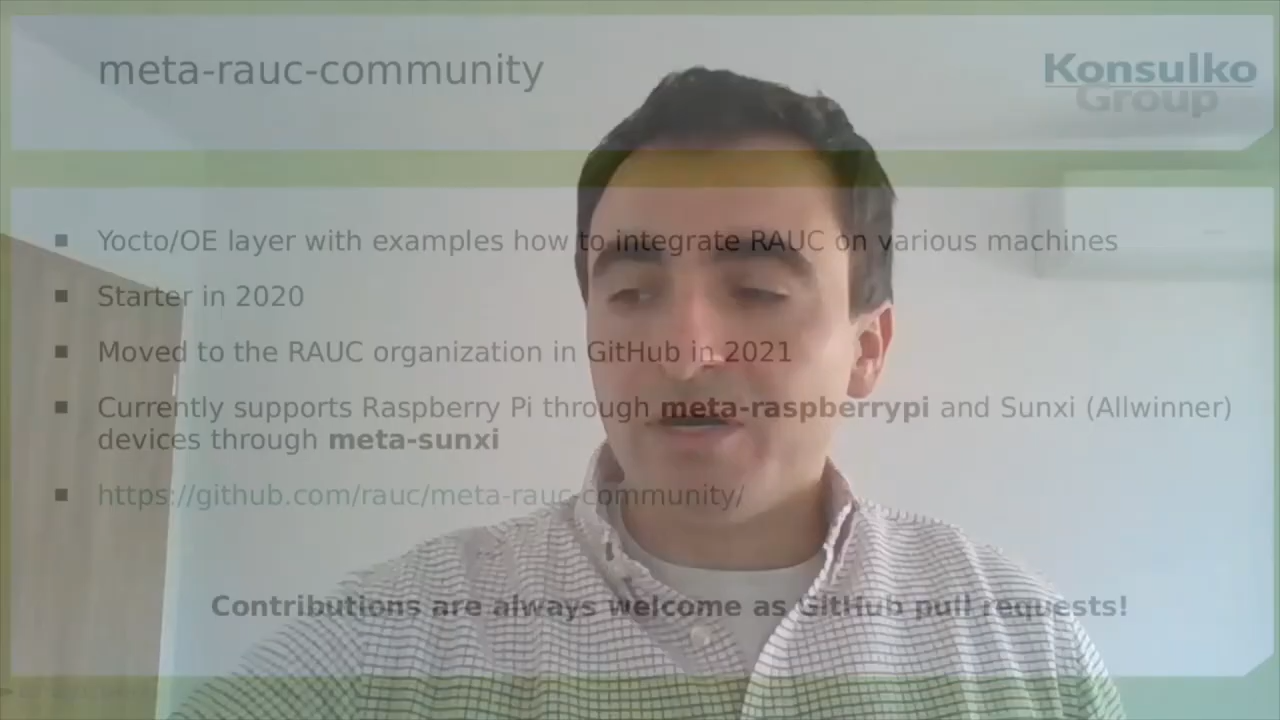 meta-rauc-community
Konsulko
Group
Yocto/OE layer with examples how to integrate RAUC on various machines
Starter in 2020
Moved to the RAUC organization in GitHub in 2021
Currently supports Raspberry Pi through meta-raspberrypi and Sunxi (Allwinner)
devices through meta-sunxi
https://github.com/rauc/meta-rauc-community/
Contributions are always welcome as GitHub pull requests!